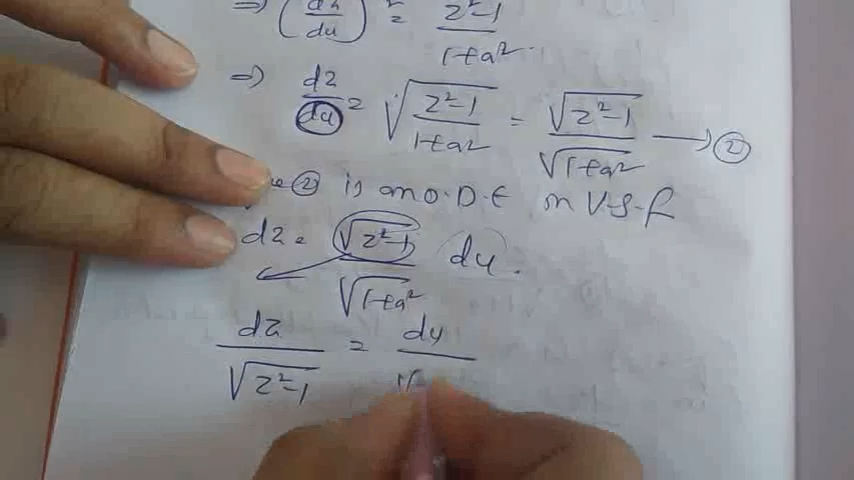 ⇒ (dz/du)² = z²-1/1+a²
⇒ dz/du = √(z²-1/1+a²) = √(z²-1)/√(1+a²) → ②
② is an O.D.E in V.S.F
dz = √(z²-1)/√(1+a²) du.
dz/√(z²-1) = du/√